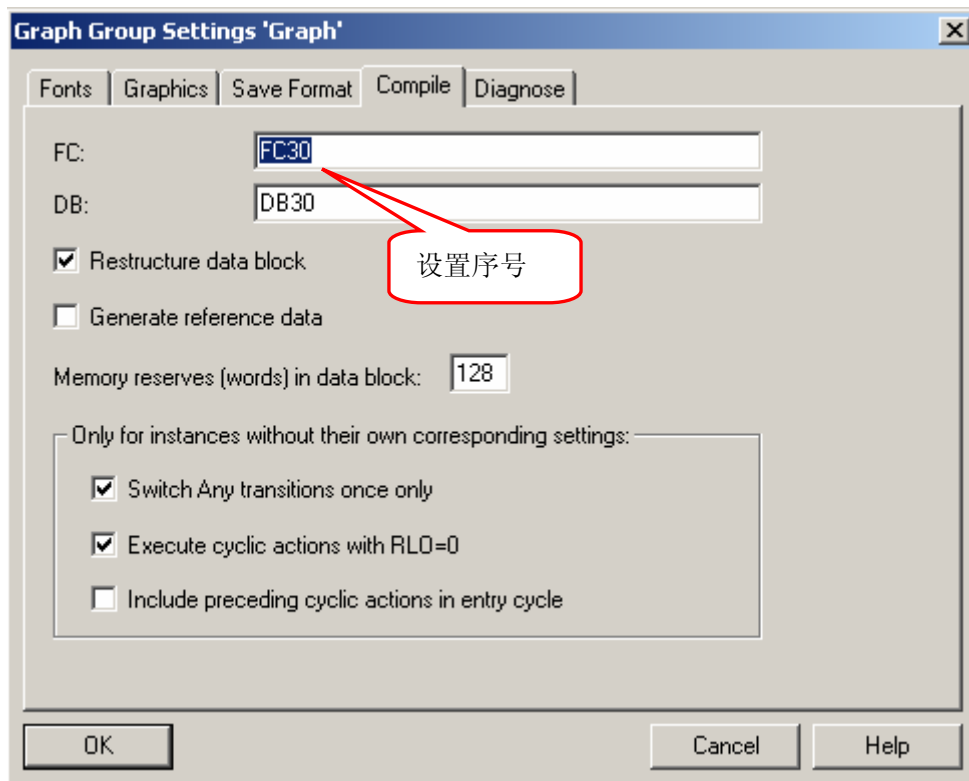 Graph Group Settings 'Graph'
Fonts Graphics Save Format Compile Diagnose
FC: FC30
DB: DB30
设置序号
Restructure data block
Generate reference data
Memory reserves (words) in data block: 128
Only for instances without their own corresponding settings:
Switch Any transitions once only
Execute cyclic actions with RLO=0
Include preceding cyclic actions in entry cycle
OK Cancel Help